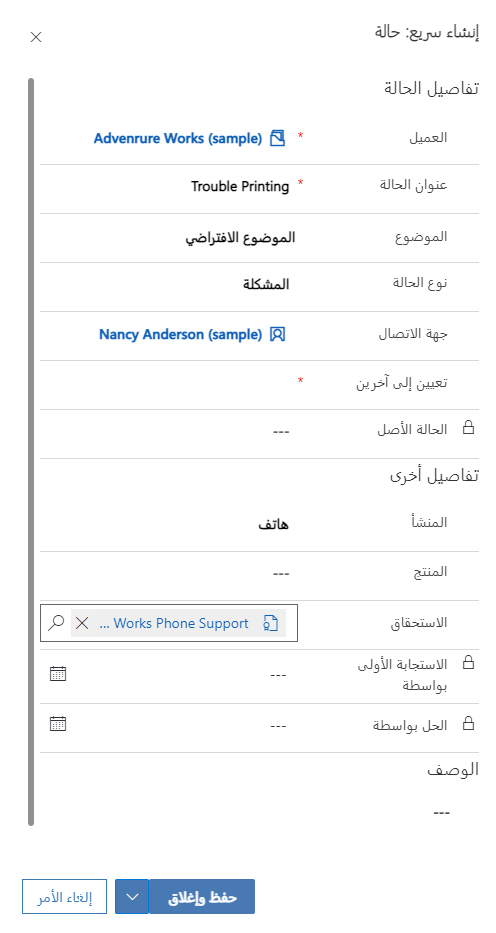 إنشاء سريع: حالة
تفاصيل الحالة
العميل * Advenrure Works (sample)
عنوان الحالة * Trouble Printing
الموضوع الموضوع الافتراضي
نوع الحالة المشكلة
جهة الاتصال Nancy Anderson (sample)
تعيين إلى آخرين *
الحالة الأصل ---
تفاصيل أخرى
المنشأ هاتف
المنتج ---
الاستحقاق Works Phone Support ...
الاستجابة الأولى
بواسطة ---
الحل بواسطة ---
الوصف
---
حفظ وإغلاق
إلغاء الأمر